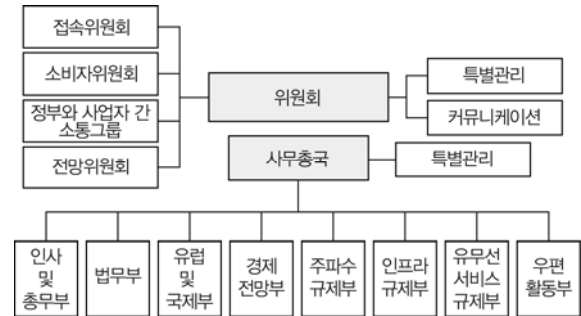 접속위원회
소비자위원회
정부와 사업자 간
소통그룹
전망위원회
위원회
특별관리
커뮤니케이션
사무총국
특별관리
인사
및
총무부
법무부
유럽
및
국제부
경제
전망부
주파수
규제부
인프라
규제부
유무선
서비스
규제부
우편
활동부